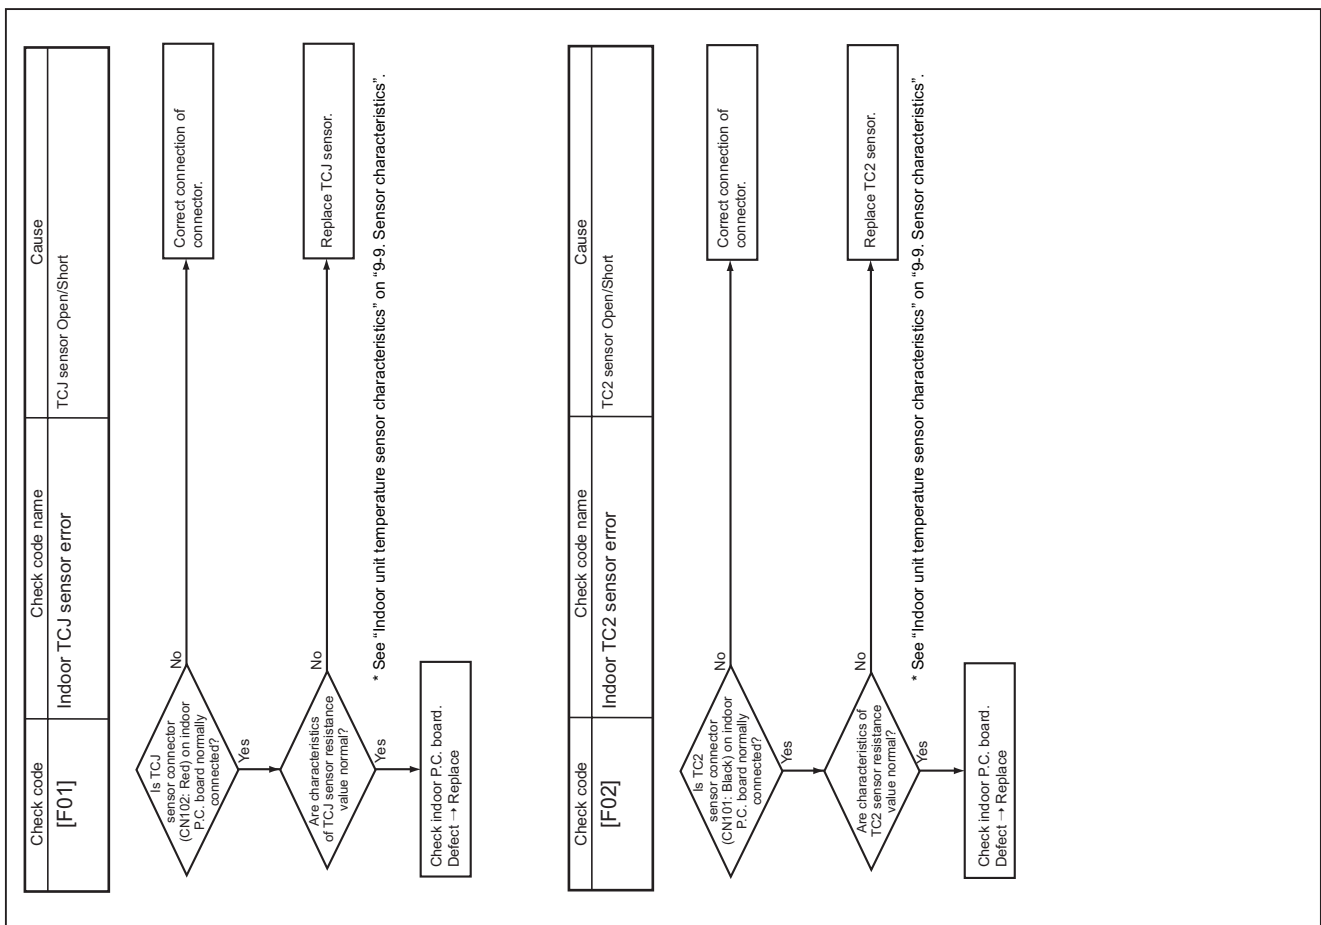 Check code
Check code name
Cause
[F01]
Indoor TCJ sensor error
TCJ sensor Open/Short
Is TCJ
sensor connector
(CN102: Red) on indoor
P.C. board normally
connected?
No
Correct connection of
connector.
Yes
Are characteristics
of TCJ sensor resistance
value normal?
No
Replace TCJ sensor.
Yes
* See “Indoor unit temperature sensor characteristics” on “9-9. Sensor characteristics”.
Check indoor P.C. board.
Defect → Replace
Check code
Check code name
Cause
[F02]
Indoor TC2 sensor error
TC2 sensor Open/Short
Is TC2
sensor connector
(CN101: Black) on indoor
P.C. board normally
connected?
No
Correct connection of
connector.
Yes
Are characteristics of
TC2 sensor resistance
value normal?
No
Replace TC2 sensor.
Yes
* See “Indoor unit temperature sensor characteristics” on “9-9. Sensor characteristics”.
Check indoor P.C. board.
Defect → Replace